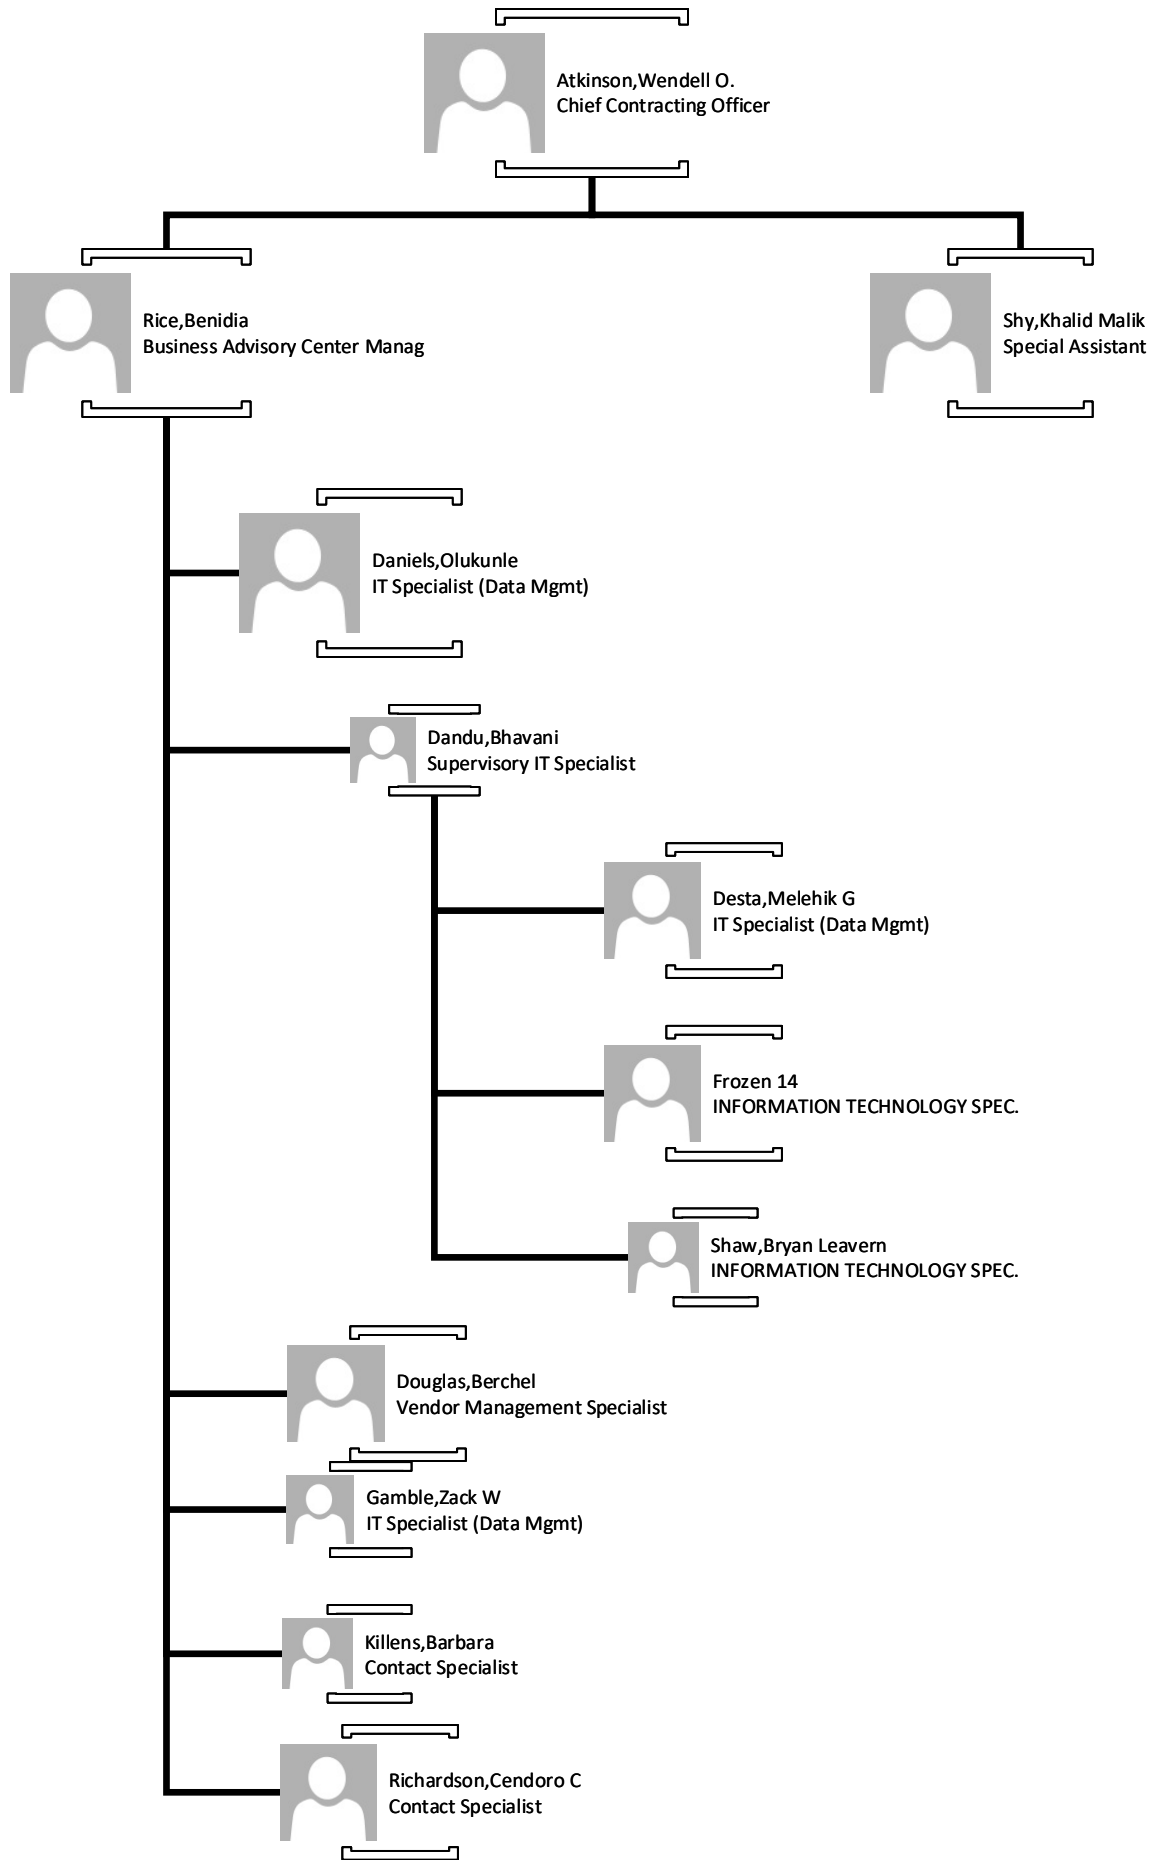 Atkinson,Wendell O.
Chief Contracting Officer
Rice,Benidia
Business Advisory Center Manag
Shy,Khalid Malik
Special Assistant
Daniels,Olukunle
IT Specialist (Data Mgmt)
Dandu,Bhavani
Supervisory IT Specialist
Desta,Melehik G
IT Specialist (Data Mgmt)
Frozen 14
INFORMATION TECHNOLOGY SPEC.
Shaw,Bryan Leavern
INFORMATION TECHNOLOGY SPEC.
Douglas,Berchel
Vendor Management Specialist
Gamble,Zack W
IT Specialist (Data Mgmt)
Killens,Barbara
Contact Specialist
Richardson,Cendoro C
Contact Specialist